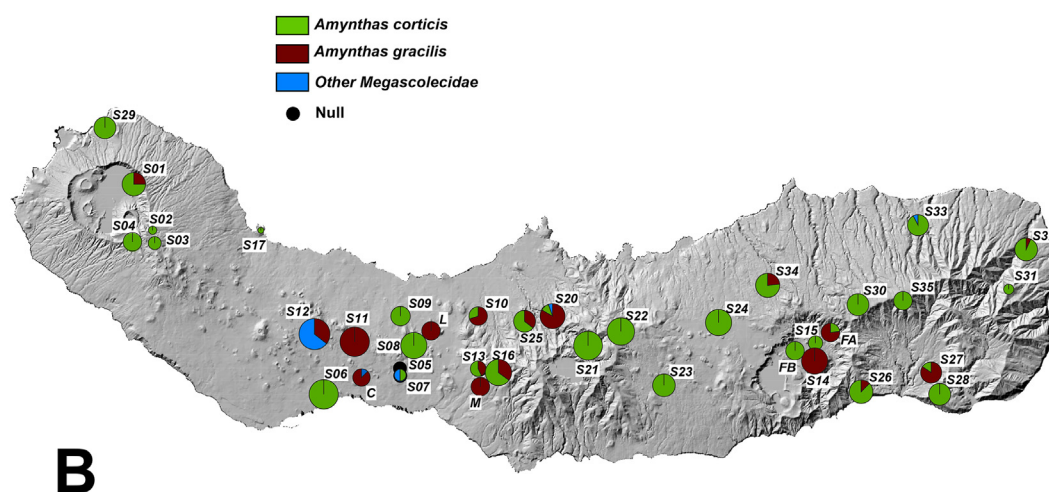 Amynthas corticis
Amynthas gracilis
Other Megascolecidae
Null
S29
S01
S02
S04
S03
S17
S33
S3
S31
S34
S30
S35
S09
S10
S20
S12
S11
L
S25
S22
S24
S08
S15
FA
S05
S13
S16
S21
FB
S07
S14
S27
S06
C
M
S23
S26
S28
B